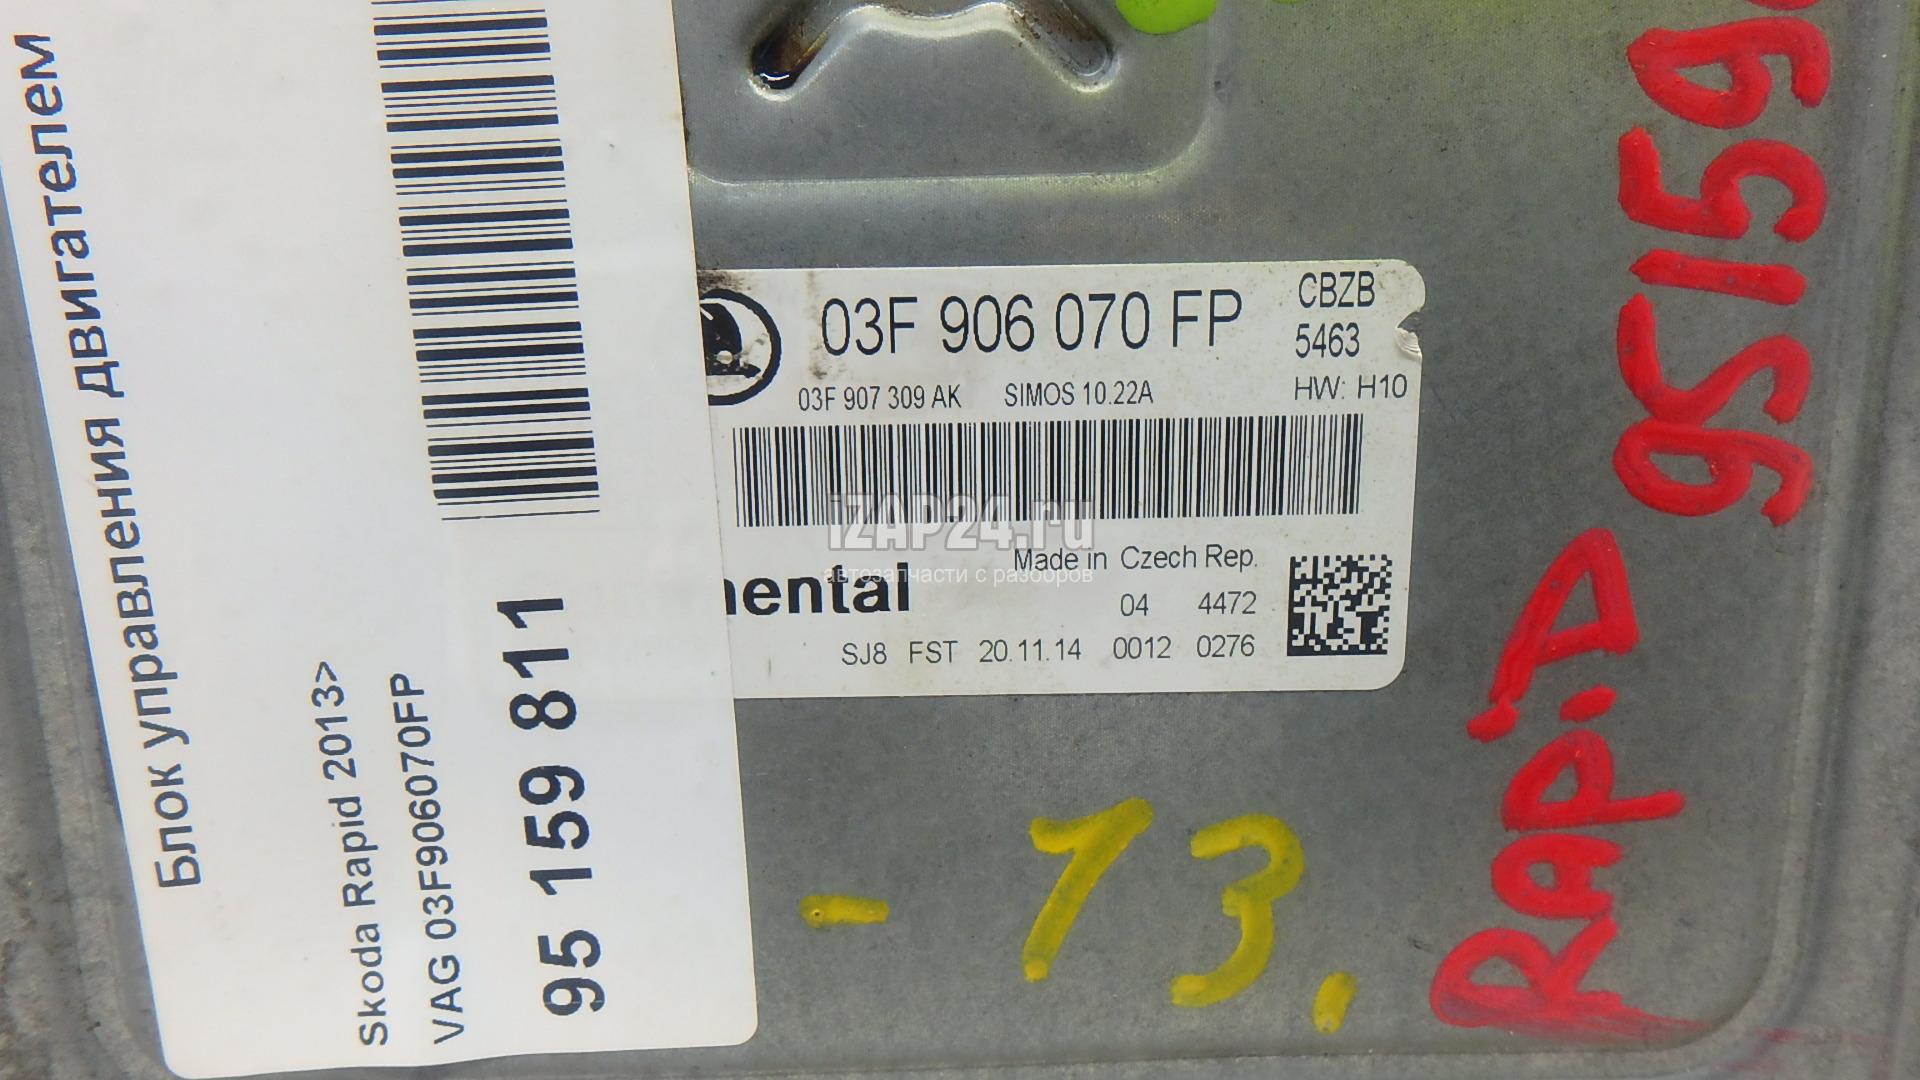 Блок управления двигателем
Skoda Rapid 2013>
VAG 03F906070FP
95 159 811
03F 906 070 FP
CBZB
5463
03F 907 309 AK SIMOS 10.22A HW: H10
iZAP24.ru
автозапчасти с разборов
Made in Czech Rep.
nental
04 4472
SJ8 FST 20.11.14 0012 0276
- 13.
RAPiD